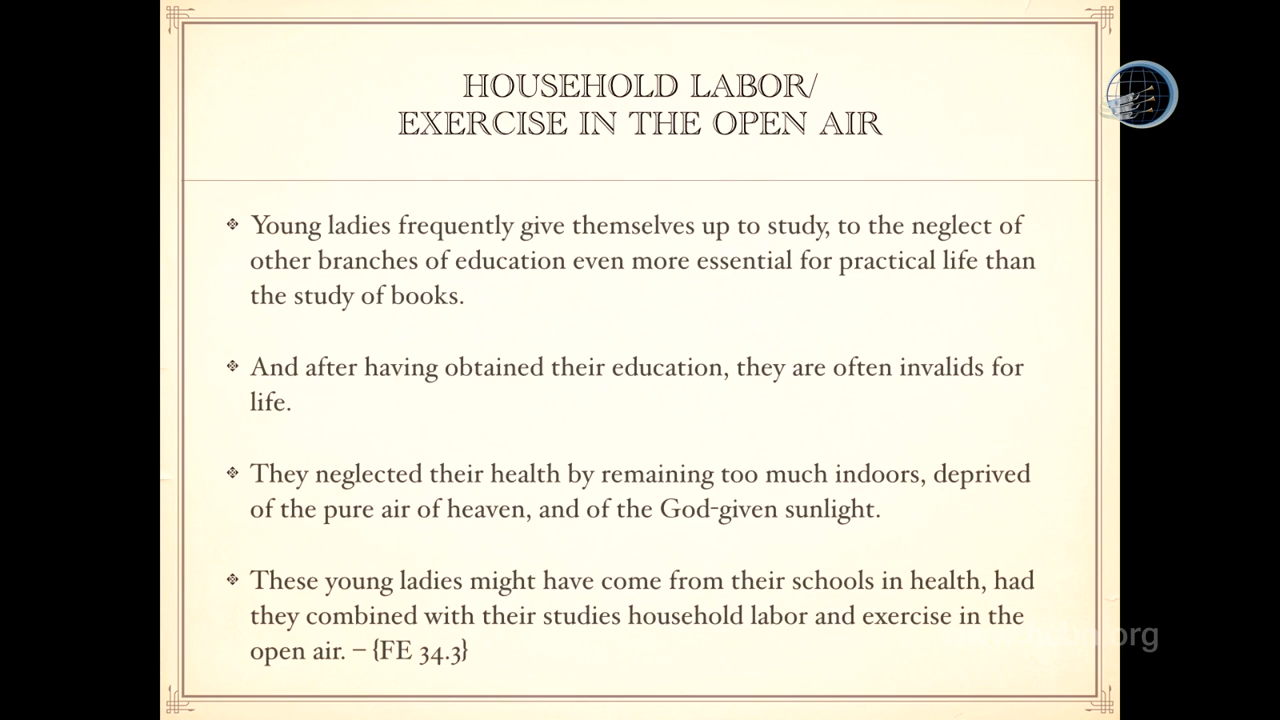 HOUSEHOLD LABOR/
EXERCISE IN THE OPEN AIR
Young ladies frequently give themselves up to study, to the neglect of
other branches of education even more essential for practical life than
the study of books.
And after having obtained their education, they are often invalids for
life.
They neglected their health by remaining too much indoors, deprived
of the pure air of heaven, and of the God-given sunlight.
These young ladies might have come from their schools in health, had
they combined with their studies household labor and exercise in the
open air. – {FE 34.3}